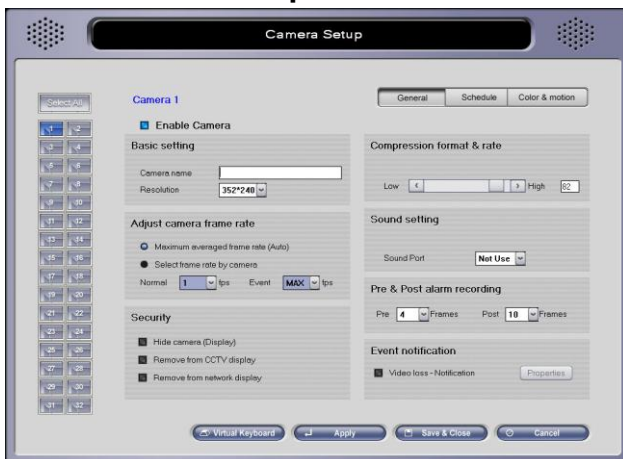 Camera Setup
Select All
Camera 1
General Schedule Color & motion
1 2
3 4
5 6
7 8
9 10
11 12
13 14
15 16
17 18
19 20
21 22
23 24
25 26
27 28
29 30
31 32
Enable Camera
Basic setting
Camera name
Resolution 352*240
Adjust camera frame rate
Maximum averaged frame rate (Auto)
Select frame rate by camera
Normal 1 fps Event MAX fps
Security
Hide camera (Display)
Remove from CCTV display
Remove from network display
Compression format & rate
Low High 82
Sound setting
Sound Port Not Use
Pre & Post alarm recording
Pre 4 Frames Post 10 Frames
Event notification
Video loss - Notification Properties
Virtual Keyboard Apply Save & Close Cancel